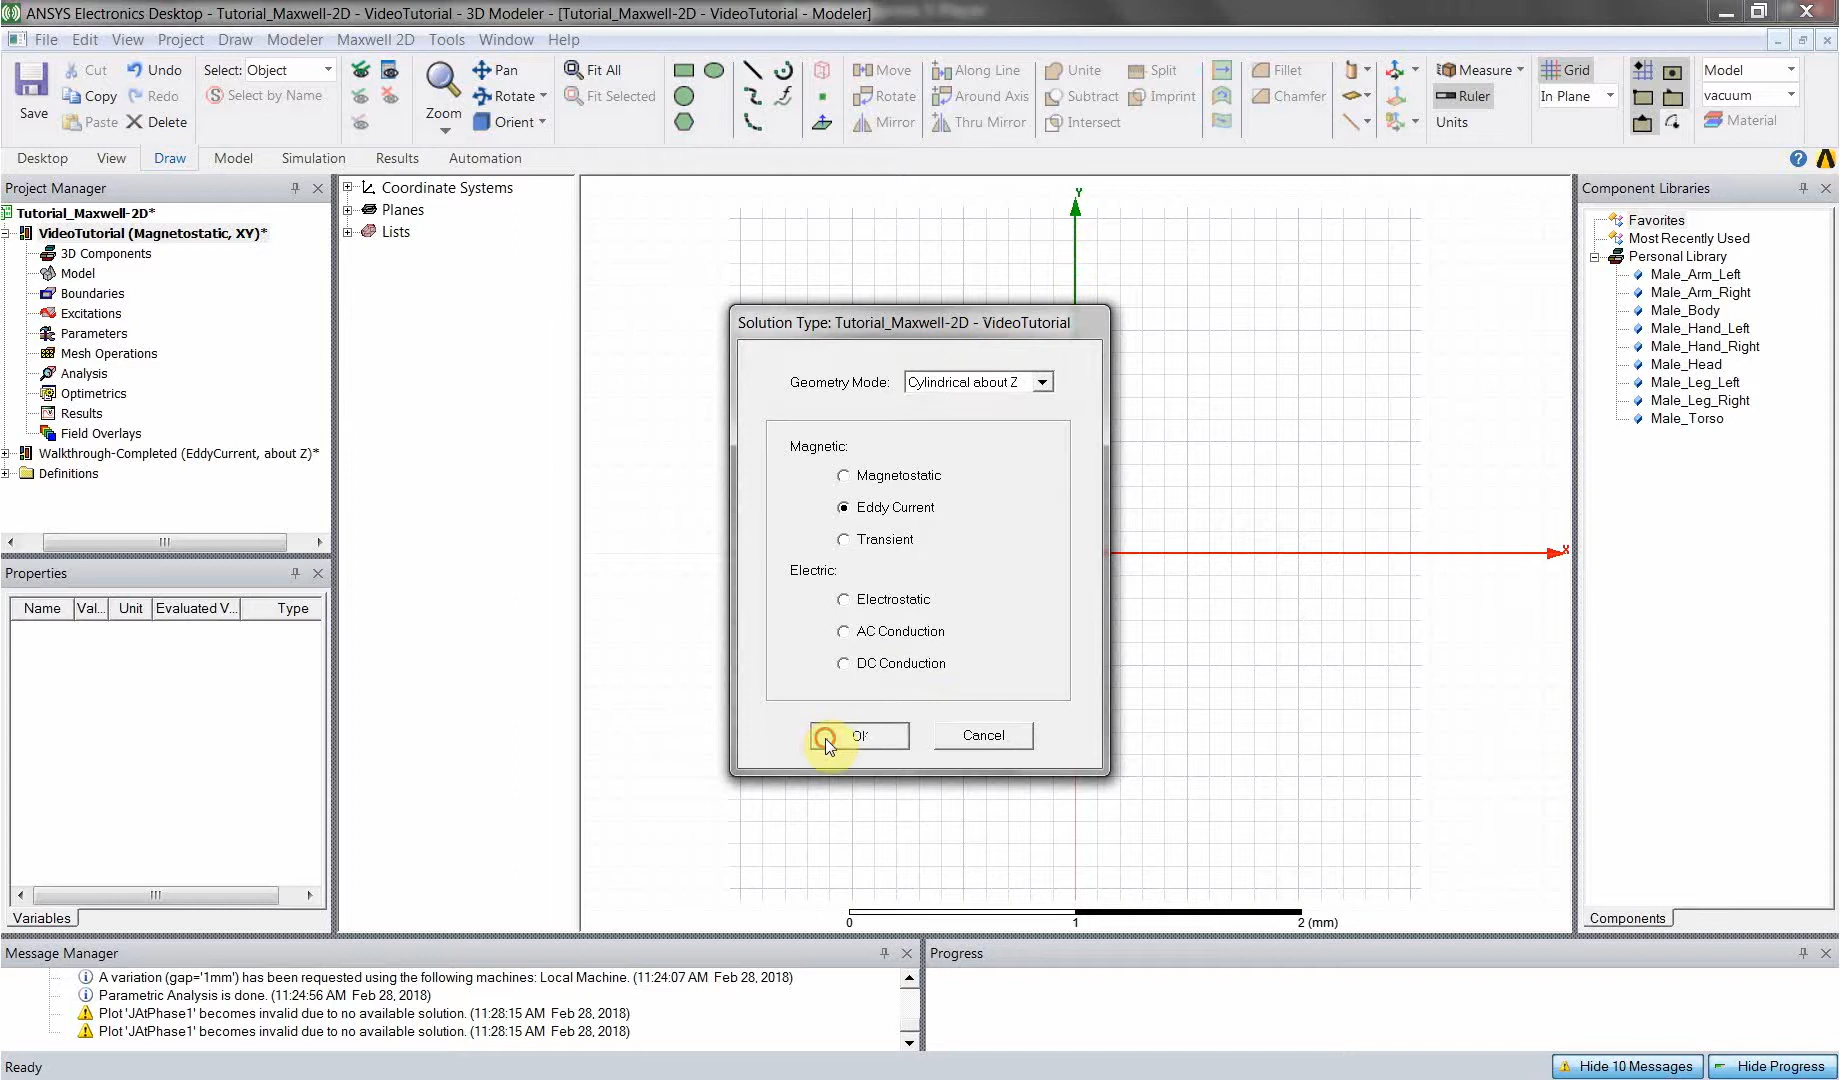 ANSYS Electronics Desktop - Tutorial_Maxwell-2D - VideoTutorial - 3D Modeler - [Tutorial_Maxwell-2D - VideoTutorial - Modeler]
File Edit View Project Draw Modeler Maxwell 2D Tools Window Help
Save
Cut
Copy
Paste
Undo
Redo
Delete
Select: Object
Select by Name
Zoom
Pan
Rotate
Orient
Fit All
Fit Selected
Move
Rotate
Mirror
Along Line
Around Axis
Thru Mirror
Unite
Subtract
Intersect
Split
Imprint
Fillet
Chamfer
Measure
Ruler
Units
Grid
In Plane
Model
vacuum
Material
Desktop View Draw Model Simulation Results Automation
Project Manager
Tutorial_Maxwell-2D*
VideoTutorial (Magnetostatic, XY)*
3D Components
Model
Boundaries
Excitations
Parameters
Mesh Operations
Analysis
Optimetrics
Results
Field Overlays
Walkthrough-Completed (EddyCurrent, about Z)*
Definitions
Properties
Name Val... Unit Evaluated V... Type
Variables
Coordinate Systems
Planes
Lists
Y
X
0 1 2 (mm)
Solution Type: Tutorial_Maxwell-2D - VideoTutorial
Geometry Mode: Cylindrical about Z
Magnetic:
Magnetostatic
Eddy Current
Transient
Electric:
Electrostatic
AC Conduction
DC Conduction
OK Cancel
Component Libraries
Favorites
Most Recently Used
Personal Library
Male_Arm_Left
Male_Arm_Right
Male_Body
Male_Hand_Left
Male_Hand_Right
Male_Head
Male_Leg_Left
Male_Leg_Right
Male_Torso
Components
Message Manager
A variation (gap='1mm') has been requested using the following machines: Local Machine. (11:24:07 AM Feb 28, 2018)
Parametric Analysis is done. (11:24:56 AM Feb 28, 2018)
Plot 'JAtPhase1' becomes invalid due to no available solution. (11:28:15 AM Feb 28, 2018)
Plot 'JAtPhase1' becomes invalid due to no available solution. (11:28:15 AM Feb 28, 2018)
Progress
Ready
Hide 10 Messages
Hide Progress